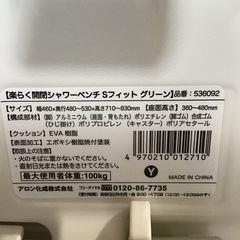 楽らく開閉シャワーベンチ Sフィット グリーン 品番:536092
【サイズ】幅460×奥行480~530×高さ710~830mm 【座面高さ】360~480mm
【構成部材】(脚)アルミニウム (座面・背もたれ) ポリエチレン (脚ゴム) 合成ゴム
(ひじ掛け) ポリプロピレン (キャスター) ポリアセタール
【クッション】EVA 樹脂
【表面加工】エポキシ樹脂焼付塗装
最大使用者体重:100kg
Y
4 970210 012710
アロン化成株式会社 フリーダイヤル 0120-86-7735